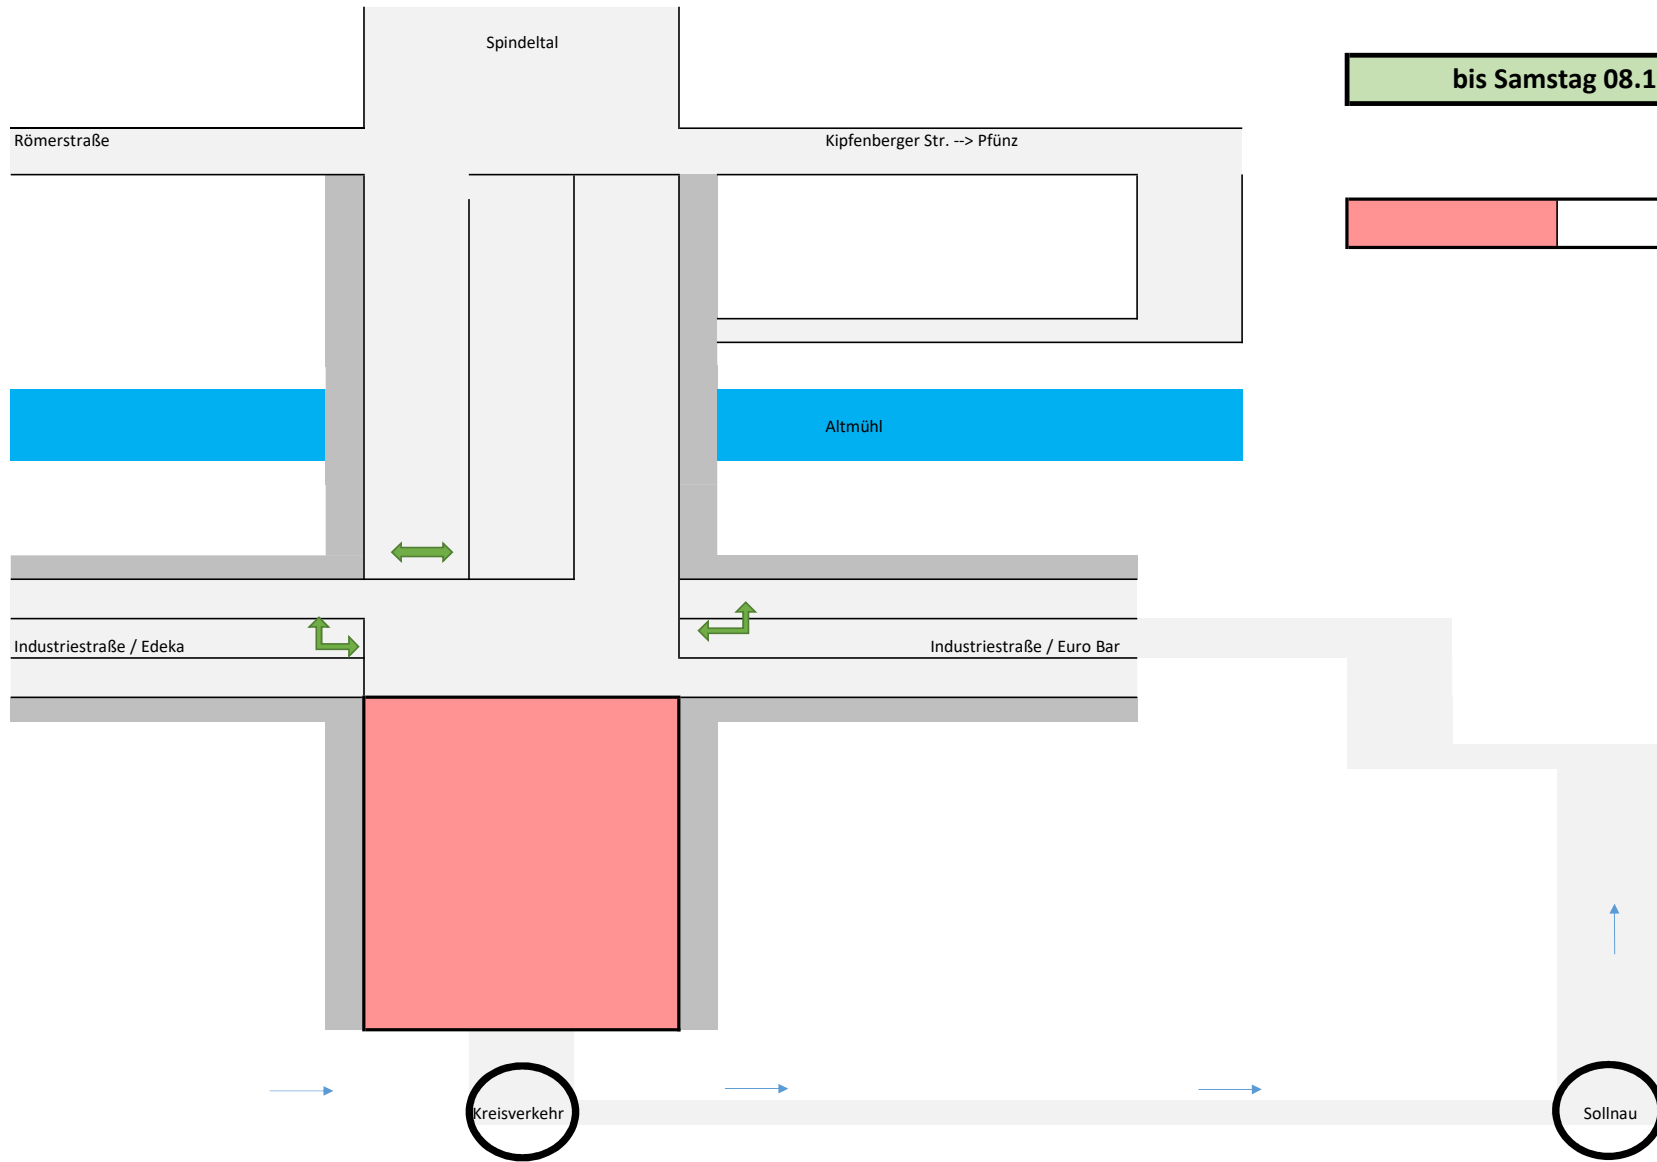 Spindeltal
bis Samstag 08.1
Römerstraße
Kipfenberger Str. --> Pfünz
Altmühl
Industriestraße / Edeka
Industriestraße / Euro Bar
Kreisverkehr
Sollnau